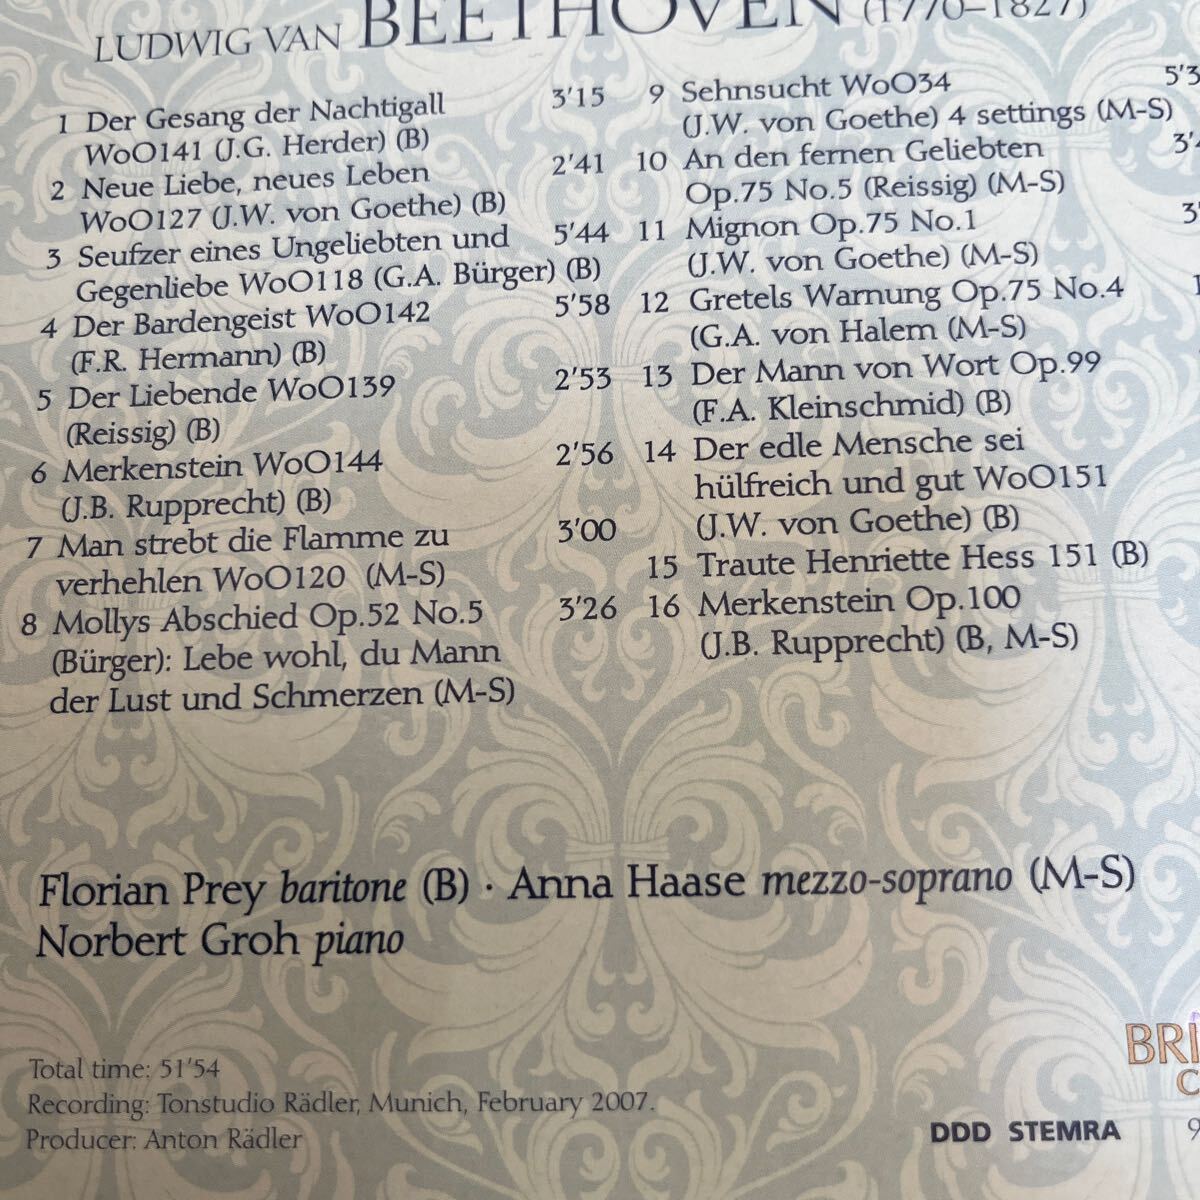 LUDWIG VAN BEETHOVEN (1770–1827)
1 Der Gesang der Nachtigall 3'15
WoO141 (J.G. Herder) (B)
2 Neue Liebe, neues Leben 2'41
WoO127 (J.W. von Goethe) (B)
3 Seufzer eines Ungeliebten und 5'44
Gegenliebe WoO118 (G.A. Bürger) (B)
4 Der Bardengeist WoO142 5'58
(F.R. Hermann) (B)
5 Der Liebende WoO139 2'53
(Reissig) (B)
6 Merkenstein WoO144 2'56
(J.B. Rupprecht) (B)
7 Man strebt die Flamme zu 3'00
verhehlen WoO120 (M-S)
8 Mollys Abschied Op.52 No.5 3'26
(Bürger): Lebe wohl, du Mann
der Lust und Schmerzen (M-S)
9 Sehnsucht WoO34
(J.W. von Goethe) 4 settings (M-S)
10 An den fernen Geliebten
Op.75 No.5 (Reissig) (M-S)
11 Mignon Op.75 No.1
(J.W. von Goethe) (M-S)
12 Gretels Warnung Op.75 No.4
(G.A. von Halem (M-S)
13 Der Mann von Wort Op.99
(F.A. Kleinschmid) (B)
14 Der edle Mensche sei
hülfreich und gut WoO151
(J.W. von Goethe) (B)
15 Traute Henriette Hess 151 (B)
16 Merkenstein Op.100
(J.B. Rupprecht) (B, M-S)
Florian Prey baritone (B) · Anna Haase mezzo-soprano (M-S)
Norbert Groh piano
Total time: 51'54
Recording: Tonstudio Rädler, Munich, February 2007.
Producer: Anton Rädler
DDD STEMRA